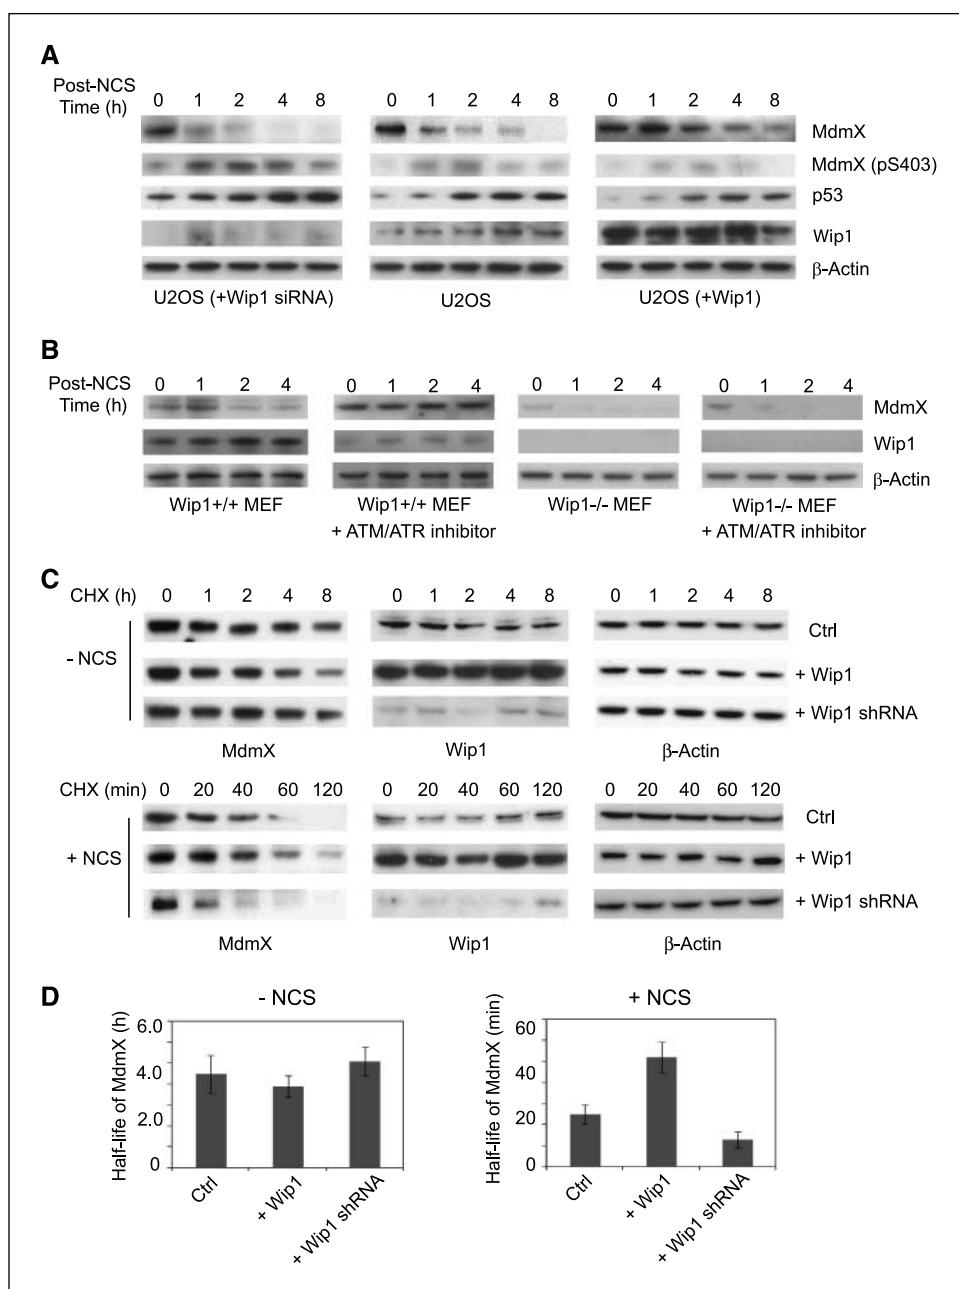 A
Post-NCS
Time (h)
0 1 2 4 8
0 1 2 4 8
0 1 2 4 8
MdmX
MdmX (pS403)
p53
Wip1
β-Actin
U2OS (+Wip1 siRNA)
U2OS
U2OS (+Wip1)
B
Post-NCS
Time (h)
0 1 2 4
0 1 2 4
0 1 2 4
0 1 2 4
MdmX
Wip1
β-Actin
Wip1+/+ MEF
Wip1+/+ MEF
+ ATM/ATR inhibitor
Wip1-/- MEF
Wip1-/- MEF
+ ATM/ATR inhibitor
C
CHX (h)
0 1 2 4 8
0 1 2 4 8
0 1 2 4 8
- NCS
Ctrl
+ Wip1
+ Wip1 shRNA
MdmX
Wip1
β-Actin
CHX (min)
0 20 40 60 120
0 20 40 60 120
0 20 40 60 120
+ NCS
Ctrl
+ Wip1
+ Wip1 shRNA
MdmX
Wip1
β-Actin
D
- NCS
Half-life of MdmX (h)
6.0
4.0
2.0
0
Ctrl
+ Wip1
+ Wip1 shRNA
+ NCS
Half-life of MdmX (min)
60
40
20
0
Ctrl
+ Wip1
+ Wip1 shRNA